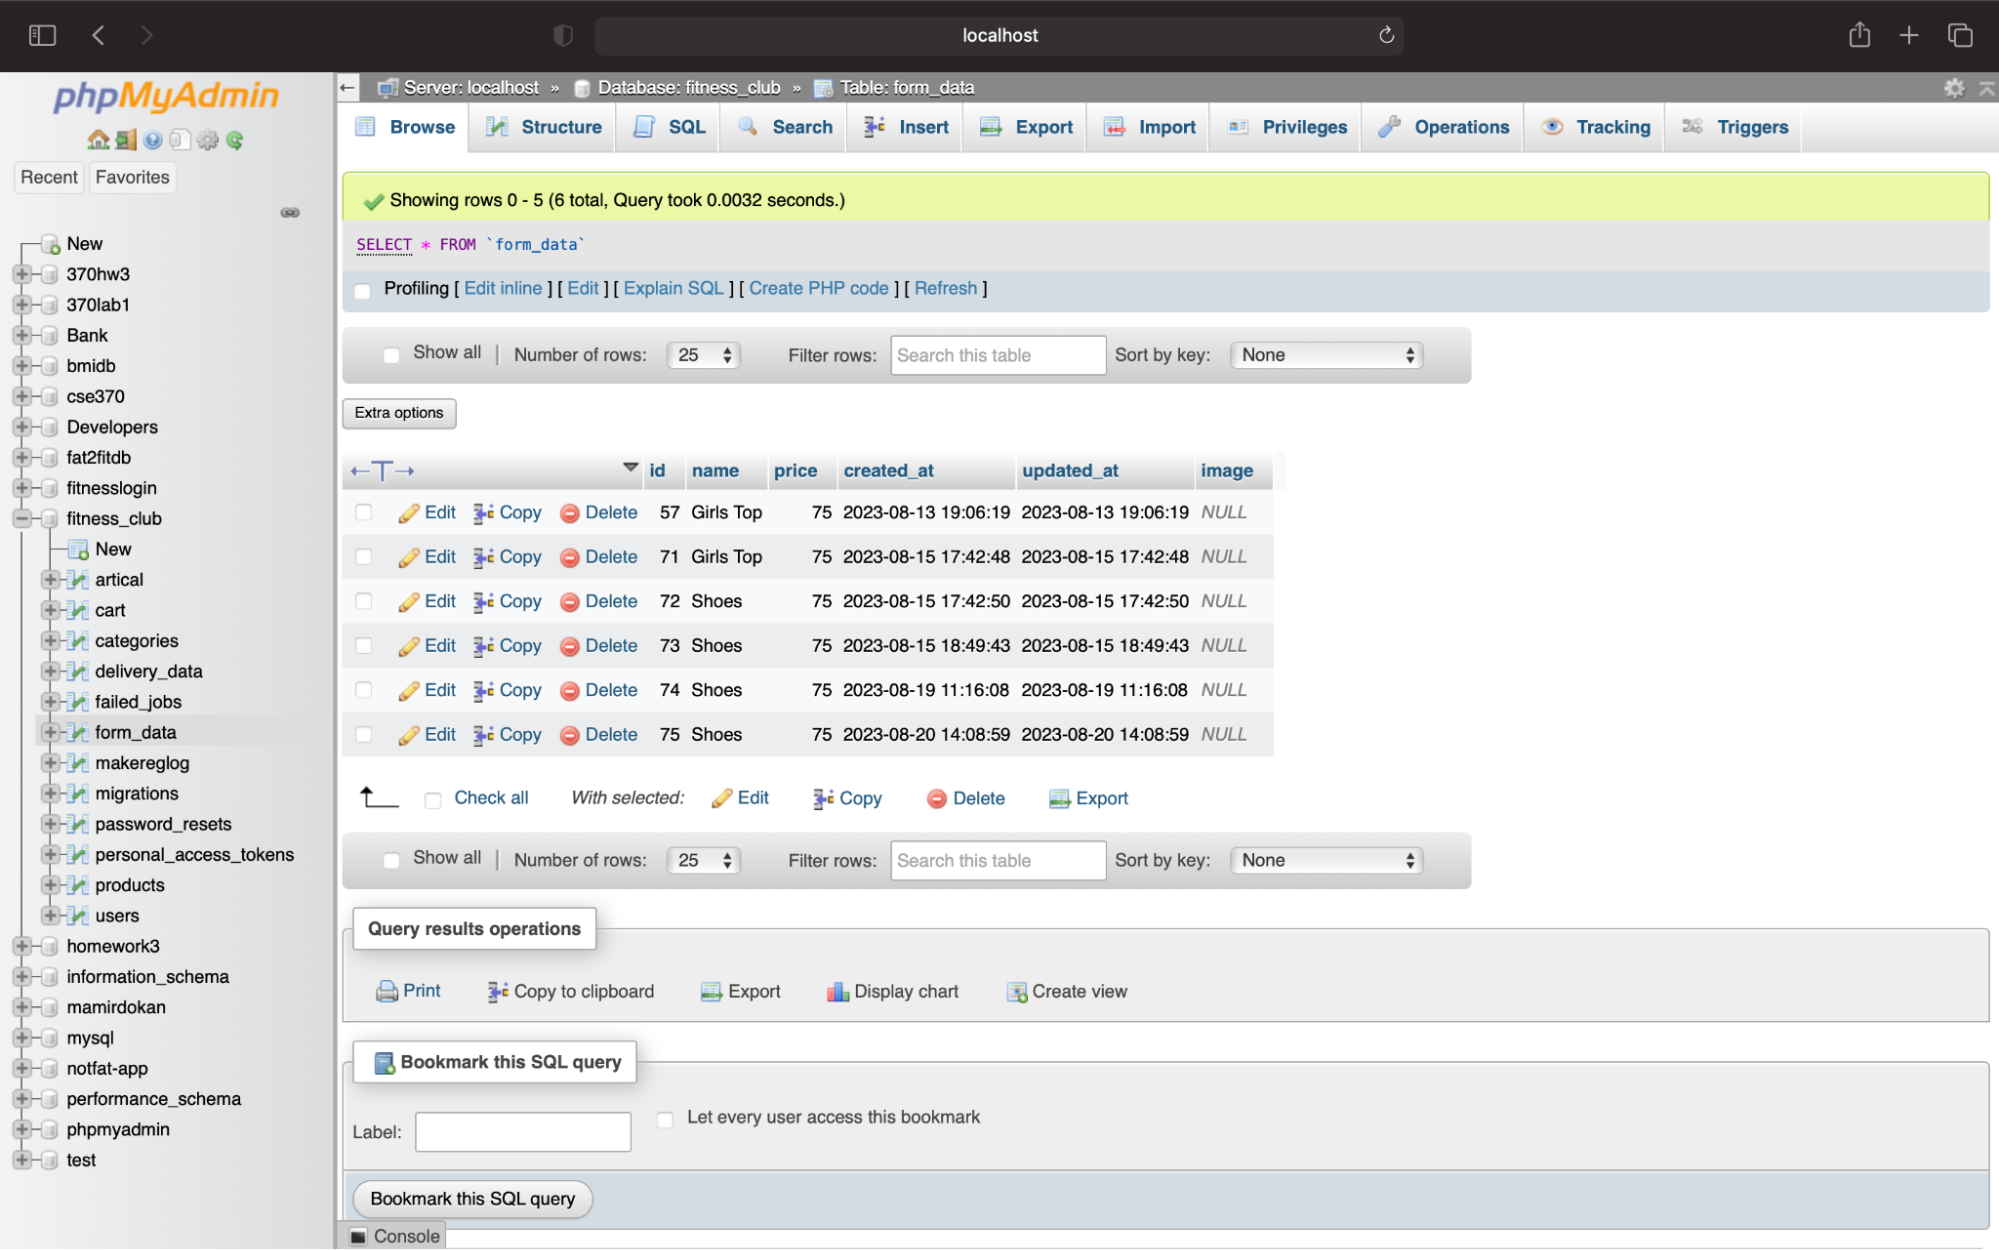 localhost
phpMyAdmin
Recent Favorites
New
370hw3
370lab1
Bank
bmidb
cse370
Developers
fat2fitdb
fitnesslogin
fitness_club
New
artical
cart
categories
delivery_data
failed_jobs
form_data
makereglog
migrations
password_resets
personal_access_tokens
products
users
homework3
information_schema
mamirdokan
mysql
notfat-app
performance_schema
phpmyadmin
test
Server: localhost » Database: fitness_club » Table: form_data
Browse Structure SQL Search Insert Export Import Privileges Operations Tracking Triggers
Showing rows 0 - 5 (6 total, Query took 0.0032 seconds.)
SELECT * FROM `form_data`
Profiling [ Edit inline ] [ Edit ] [ Explain SQL ] [ Create PHP code ] [ Refresh ]
Show all | Number of rows: 25 Filter rows: Search this table Sort by key: None
Extra options
←T→ id name price created_at updated_at image
Edit Copy Delete 57 Girls Top 75 2023-08-13 19:06:19 2023-08-13 19:06:19 NULL
Edit Copy Delete 71 Girls Top 75 2023-08-15 17:42:48 2023-08-15 17:42:48 NULL
Edit Copy Delete 72 Shoes 75 2023-08-15 17:42:50 2023-08-15 17:42:50 NULL
Edit Copy Delete 73 Shoes 75 2023-08-15 18:49:43 2023-08-15 18:49:43 NULL
Edit Copy Delete 74 Shoes 75 2023-08-19 11:16:08 2023-08-19 11:16:08 NULL
Edit Copy Delete 75 Shoes 75 2023-08-20 14:08:59 2023-08-20 14:08:59 NULL
Check all With selected: Edit Copy Delete Export
Show all | Number of rows: 25 Filter rows: Search this table Sort by key: None
Query results operations
Print Copy to clipboard Export Display chart Create view
Bookmark this SQL query
Label: Let every user access this bookmark
Bookmark this SQL query
Console